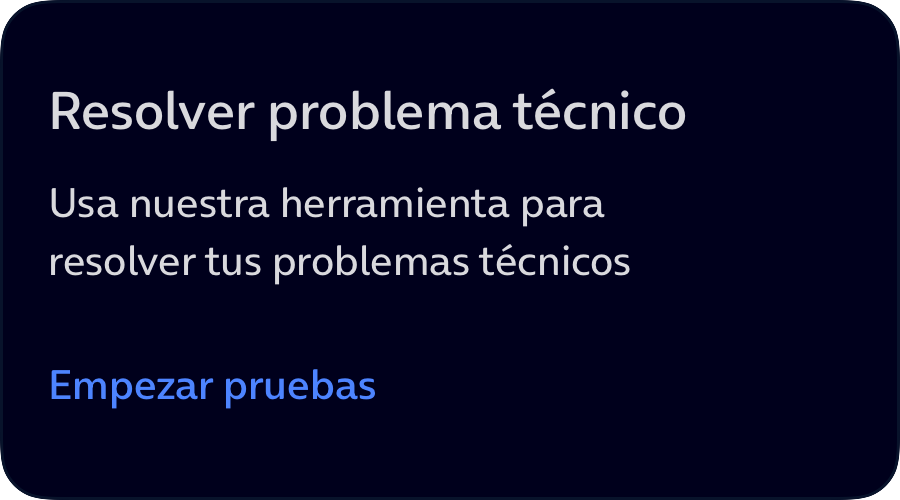 Resolver problema técnico
Usa nuestra herramienta para
resolver tus problemas técnicos
Empezar pruebas